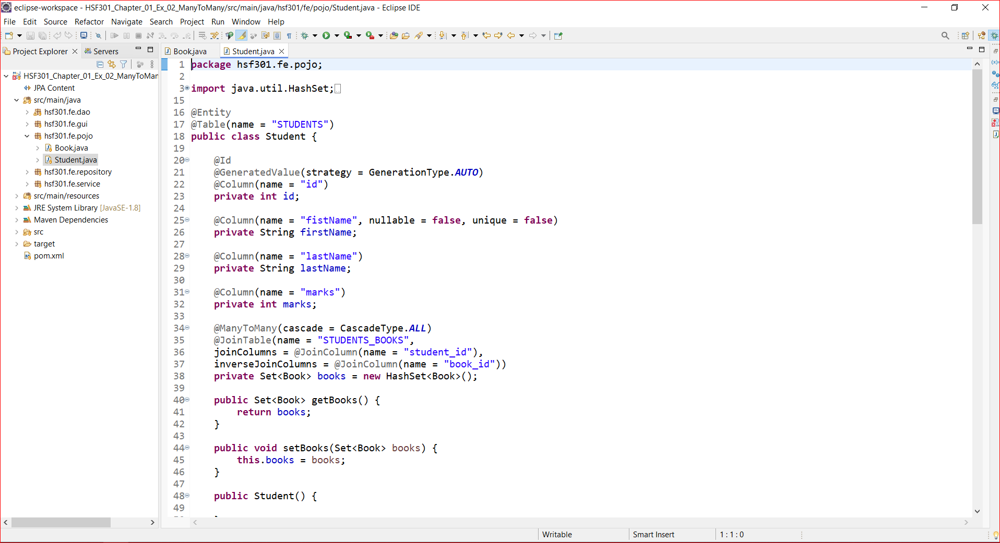 eclipse-workspace - HSF301_Chapter_01_Ex_02_ManyToMany/src/main/java/hsf301/fe/pojo/Student.java - Eclipse IDE
File Edit Source Refactor Navigate Search Project Run Window Help
Project Explorer Servers
Book.java Student.java
HSF301_Chapter_01_Ex_02_ManyToMan
JPA Content
src/main/java
hsf301.fe.dao
hsf301.fe.gui
hsf301.fe.pojo
Book.java
Student.java
hsf301.fe.repository
hsf301.fe.service
src/main/resources
JRE System Library [JavaSE-1.8]
Maven Dependencies
src
target
pom.xml
1 package hsf301.fe.pojo;
2
3 import java.util.HashSet;
15
16 @Entity
17 @Table(name = "STUDENTS")
18 public class Student {
19
20 @Id
21 @GeneratedValue(strategy = GenerationType.AUTO)
22 @Column(name = "id")
23 private int id;
24
25 @Column(name = "fistName", nullable = false, unique = false)
26 private String firstName;
27
28 @Column(name = "lastName")
29 private String lastName;
30
31 @Column(name = "marks")
32 private int marks;
33
34 @ManyToMany(cascade = CascadeType.ALL)
35 @JoinTable(name = "STUDENTS_BOOKS",
36 joinColumns = @JoinColumn(name = "student_id"),
37 inverseJoinColumns = @JoinColumn(name = "book_id"))
38 private Set<Book> books = new HashSet<Book>();
39
40 public Set<Book> getBooks() {
41 return books;
42 }
43
44 public void setBooks(Set<Book> books) {
45 this.books = books;
46 }
47
48 public Student() {
49
Writable Smart Insert 1 : 1 : 0